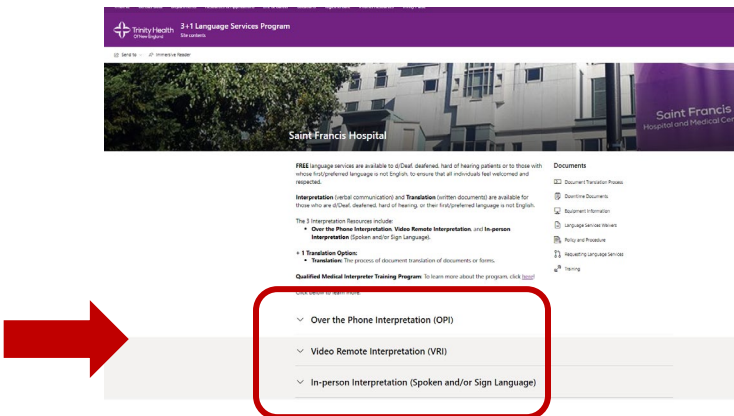 Trinity Health
Of New England
3+1 Language Services Program
Site contents
Send to
Immersive Reader
Saint Francis
Hospital and Medical Cen
Saint Francis Hospital
FREE language services are available to d/Deaf, deafened, hard of hearing patients or to those with
whose first/preferred language is not English, to ensure that all individuals feel welcomed and
respected.
Interpretation (verbal communication) and Translation (written documents) are available for
those who are d/Deaf, deafened, hard of hearing, or their first/preferred language is not English.
The 3 Interpretation Resources include:
• Over the Phone Interpretation, Video Remote Interpretation, and In-person
Interpretation (Spoken and/or Sign Language).
+ 1 Translation Option:
• Translation: The process of document translation of documents or forms.
Qualified Medical Interpreter Training Program: To learn more about the program, click here!
Click below to learn more:
Over the Phone Interpretation (OPI)
Video Remote Interpretation (VRI)
In-person Interpretation (Spoken and/or Sign Language)
Documents
Document Translation Process
Downtime Documents
Equipment Information
Language Services Waivers
Policy and Procedure
Requesting Language Services
Training